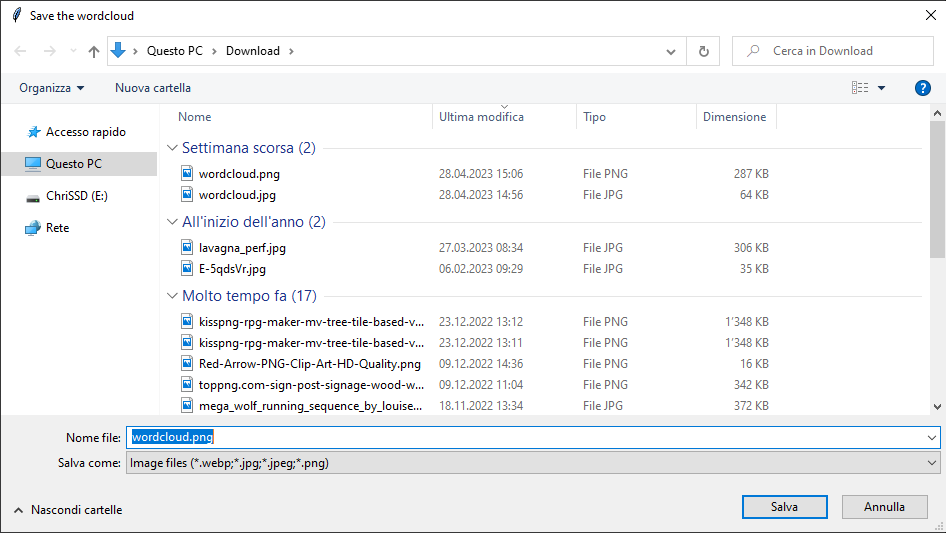 Save the wordcloud
Questo PC > Download >
Cerca in Download
Organizza Nuova cartella
Nome Ultima modifica Tipo Dimensione
Accesso rapido
Questo PC
ChriSSD (E:)
Rete
Settimana scorsa (2)
wordcloud.png 28.04.2023 15:06 File PNG 287 KB
wordcloud.jpg 28.04.2023 14:56 File JPG 64 KB
All'inizio dell'anno (2)
lavagna_perf.jpg 27.03.2023 08:34 File JPG 306 KB
E-5qdsVr.jpg 06.02.2023 09:29 File JPG 35 KB
Molto tempo fa (17)
kisspng-rpg-maker-mv-tree-tile-based-v... 23.12.2022 13:12 File PNG 1'348 KB
kisspng-rpg-maker-mv-tree-tile-based-v... 23.12.2022 13:11 File PNG 1'348 KB
Red-Arrow-PNG-Clip-Art-HD-Quality.png 09.12.2022 14:36 File PNG 16 KB
toppng.com-sign-post-signage-wood-w... 09.12.2022 11:04 File PNG 342 KB
mega_wolf_running_sequence_by_louise... 18.11.2022 13:34 File JPG 372 KB
Nome file: wordcloud.png
Salva come: Image files (*.webp;*.jpg;*.jpeg;*.png)
Nascondi cartelle
Salva Annulla